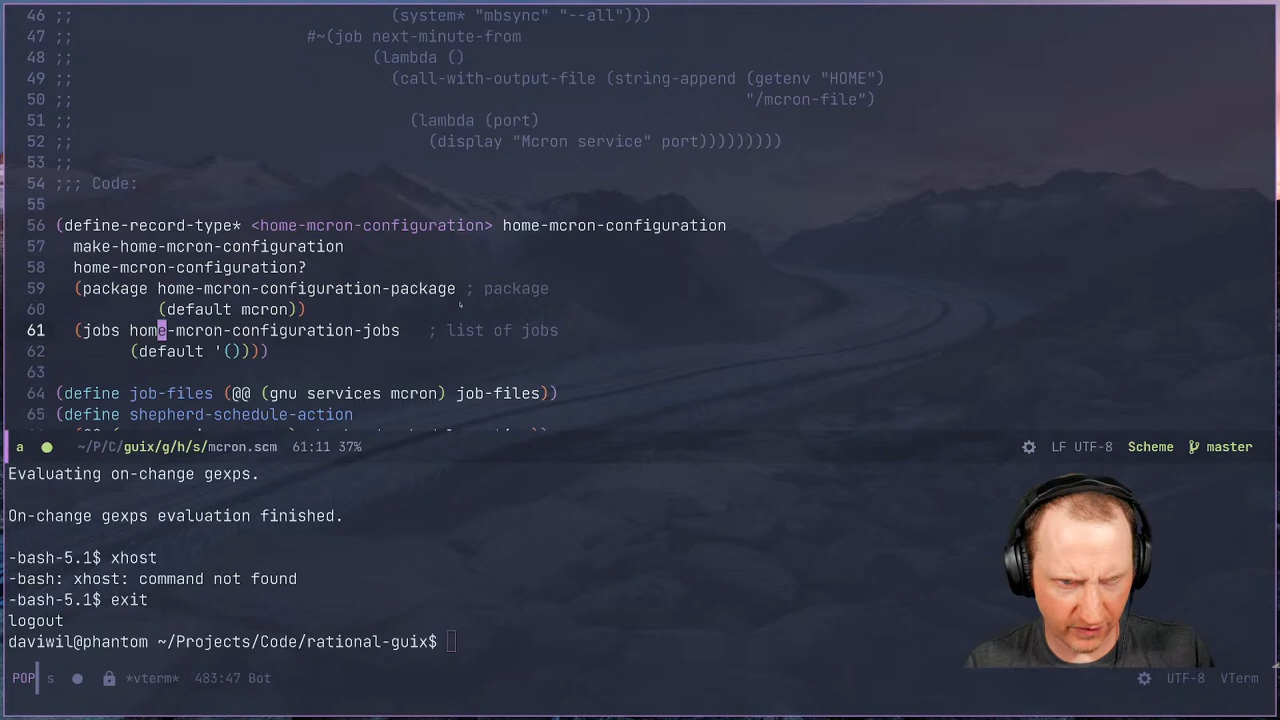 46 ;;                                  (system* "mbsync" "--all")))
47 ;;                         #~(job next-minute-from
48 ;;                                (lambda ()
49 ;;                                  (call-with-output-file (string-append (getenv "HOME")
50 ;;                                                                        "/mcron-file")
51 ;;                                    (lambda (port)
52 ;;                                      (display "Mcron service" port)))))))))
53 ;;
54 ;;; Code:
55
56 (define-record-type* <home-mcron-configuration> home-mcron-configuration
57   make-home-mcron-configuration
58   home-mcron-configuration?
59   (package home-mcron-configuration-package ; package
60            (default mcron))
61   (jobs home-mcron-configuration-jobs   ; list of jobs
62         (default '())))
63
64 (define job-files (@@ (gnu services mcron) job-files))
65 (define shepherd-schedule-action
a ~/P/C/guix/g/h/s/mcron.scm 61:11 37% LF UTF-8 Scheme master
Evaluating on-change gexps.
On-change gexps evaluation finished.
-bash-5.1$ xhost
-bash: xhost: command not found
-bash-5.1$ exit
logout
daviwil@phantom ~/Projects/Code/rational-guix$
POP s *vterm* 483:47 Bot UTF-8 VTerm